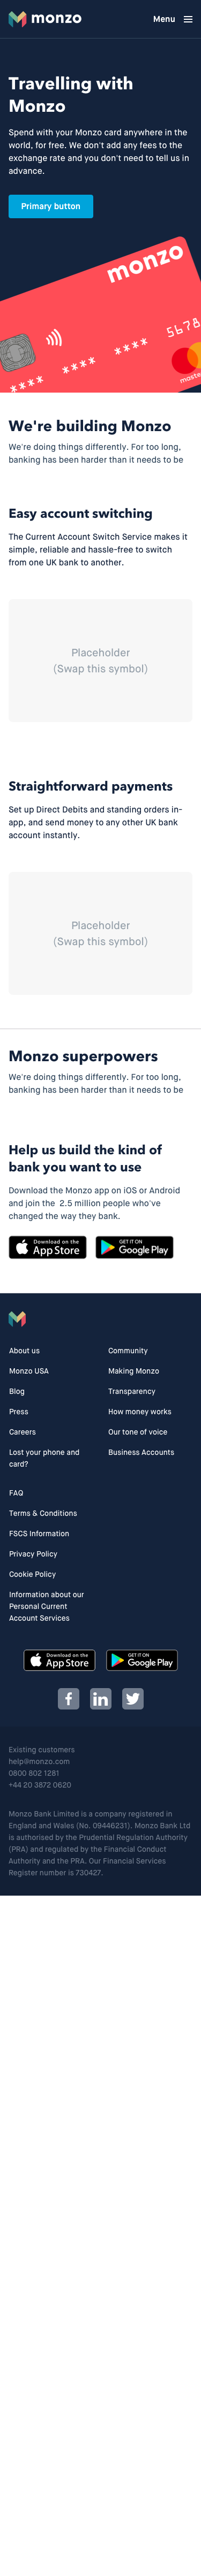 monzo
Menu
Travelling with
Monzo
Spend with your Monzo card anywhere in the
world, for free. We don't add any fees to the
exchange rate and you don't need to tell us in
advance.
Primary button
monzo
5678
**** **** ****
maste
We're building Monzo
We're doing things differently. For too long,
banking has been harder than it needs to be
Easy account switching
The Current Account Switch Service makes it
simple, reliable and hassle-free to switch
from one UK bank to another.
Placeholder
(Swap this symbol)
Straightforward payments
Set up Direct Debits and standing orders in-
app, and send money to any other UK bank
account instantly.
Placeholder
(Swap this symbol)
Monzo superpowers
We're doing things differently. For too long,
banking has been harder than it needs to be
Help us build the kind of
bank you want to use
Download the Monzo app on iOS or Android
and join the 2.5 million people who've
changed the way they bank.
Download on the
App Store
GET IT ON
Google Play
About us
Monzo USA
Blog
Press
Careers
Lost your phone and
card?
Community
Making Monzo
Transparency
How money works
Our tone of voice
Business Accounts
FAQ
Terms & Conditions
FSCS Information
Privacy Policy
Cookie Policy
Information about our
Personal Current
Account Services
Download on the
App Store
GET IT ON
Google Play
Existing customers
help@monzo.com
0800 802 1281
+44 20 3872 0620
Monzo Bank Limited is a company registered in
England and Wales (No. 09446231). Monzo Bank Ltd
is authorised by the Prudential Regulation Authority
(PRA) and regulated by the Financial Conduct
Authority and the PRA. Our Financial Services
Register number is 730427.